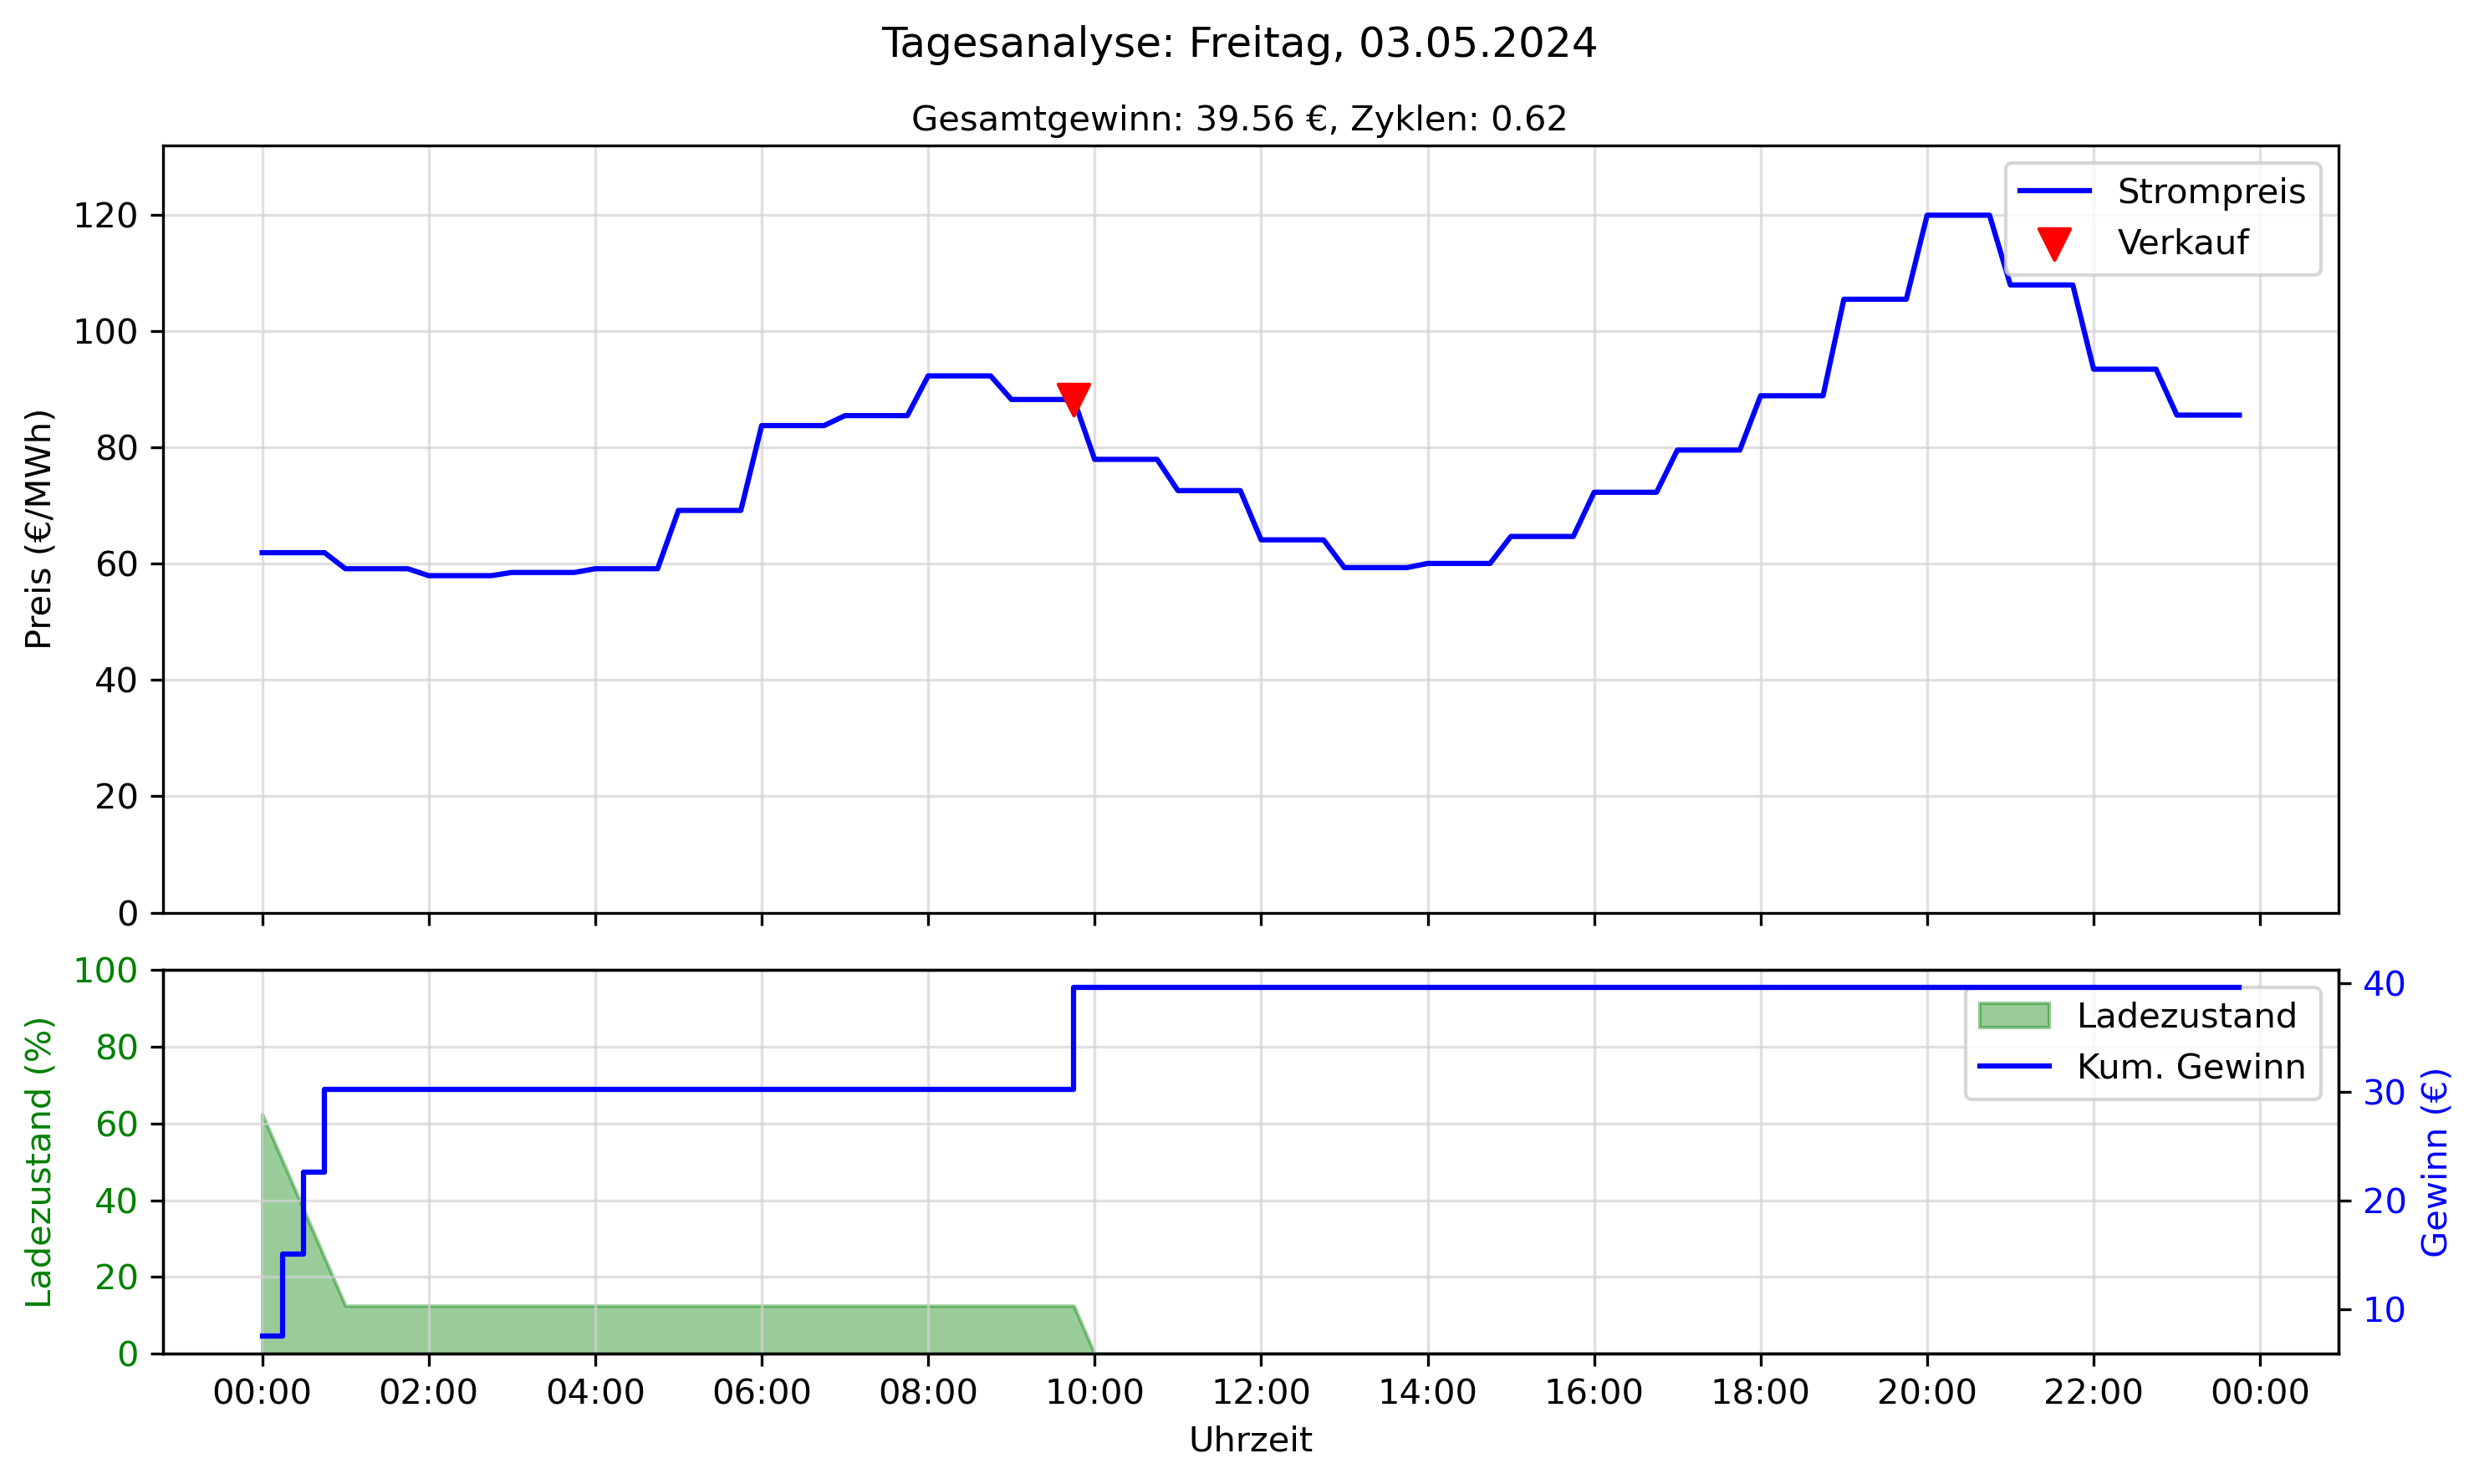 Tagesanalyse: Freitag, 03.05.2024
Gesamtgewinn: 39.56 €, Zyklen: 0.62
Preis (€/MWh)
120
100
80
60
40
20
0
Strompreis
Verkauf
Ladezustand (%)
100
80
60
40
20
0
Ladezustand
Kum. Gewinn
40
30
20
10
Gewinn (€)
00:00 02:00 04:00 06:00 08:00 10:00 12:00 14:00 16:00 18:00 20:00 22:00 00:00
Uhrzeit